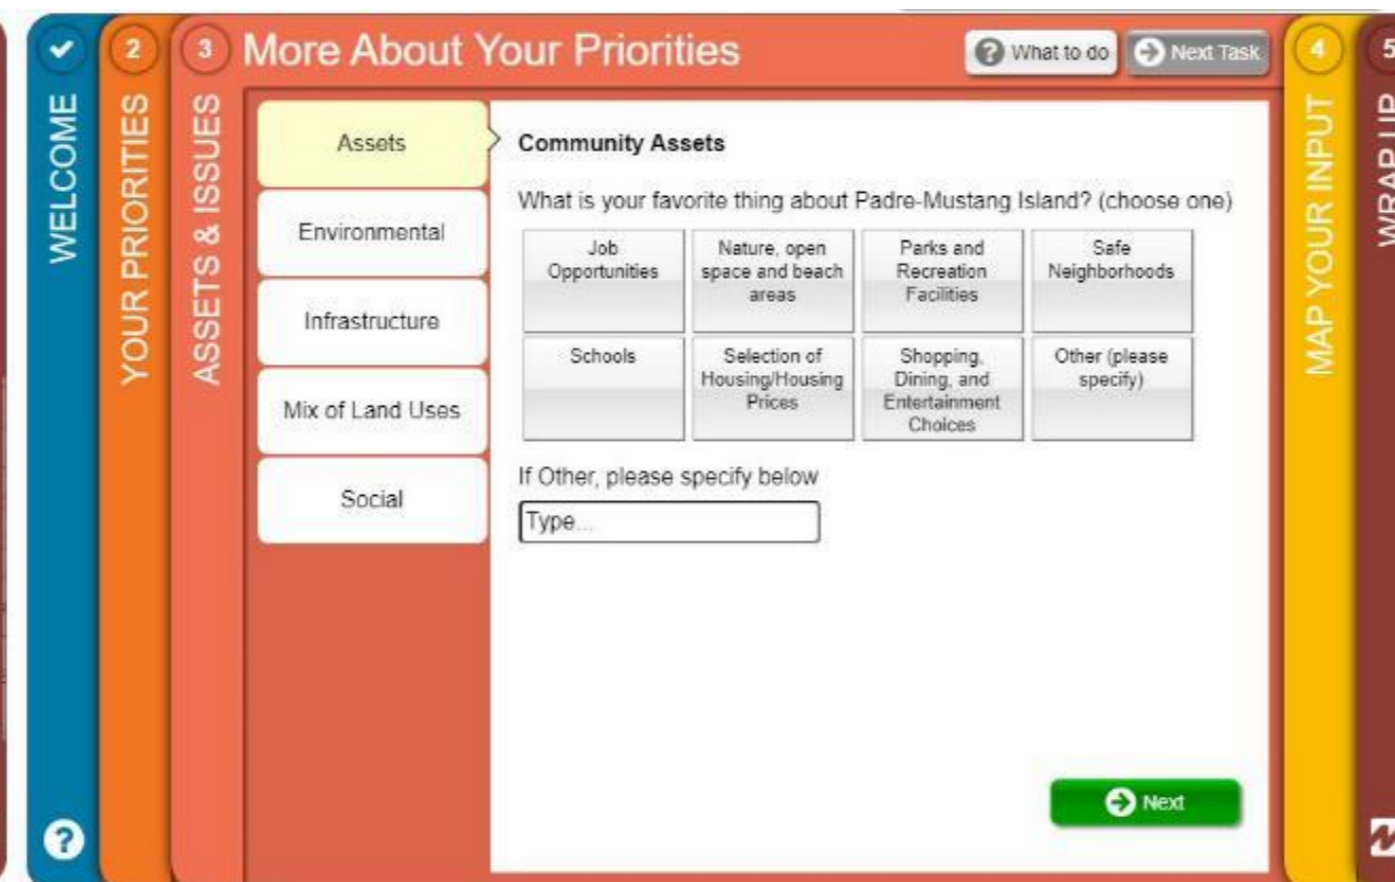 WELCOME
2
YOUR PRIORITIES
3
ASSETS & ISSUES
More About Your Priorities
? What to do
Next Task
Assets
Environmental
Infrastructure
Mix of Land Uses
Social
Community Assets
What is your favorite thing about Padre-Mustang Island? (choose one)
Job
Opportunities
Nature, open
space and beach
areas
Parks and
Recreation
Facilities
Safe
Neighborhoods
Schools
Selection of
Housing/Housing
Prices
Shopping,
Dining, and
Entertainment
Choices
Other (please
specify)
If Other, please specify below
Type...
Next
4
MAP YOUR INPUT
5
WRAP UP
?